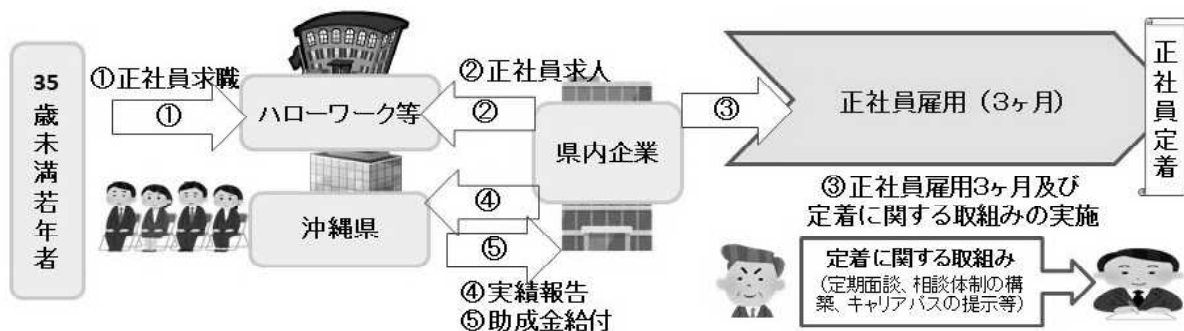 35歳未満若年者
①正社員求職
①
ハローワーク等
②正社員求人
②
県内企業
③
正社員雇用（3ヶ月）
正社員定着
沖縄県
④
⑤
④実績報告
⑤助成金給付
③正社員雇用3ヶ月及び
定着に関する取組みの実施
定着に関する取組み
（定期面談、相談体制の構
築、キャリアパスの提示等）